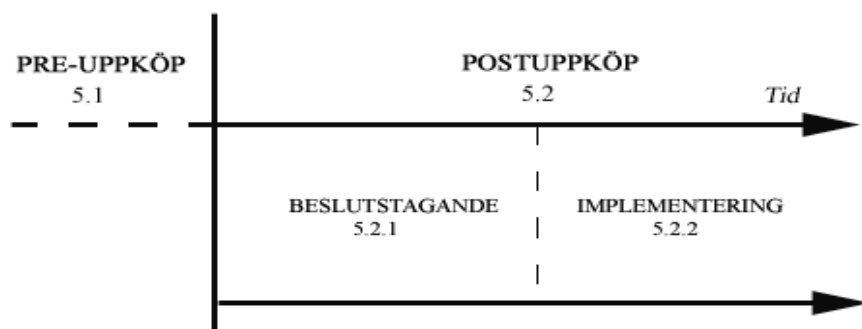 PRE-UPPKÖP
5.1
POSTUPPKÖP
5.2
Tid
BESLUTSTAGANDE
5.2.1
IMPLEMENTERING
5.2.2